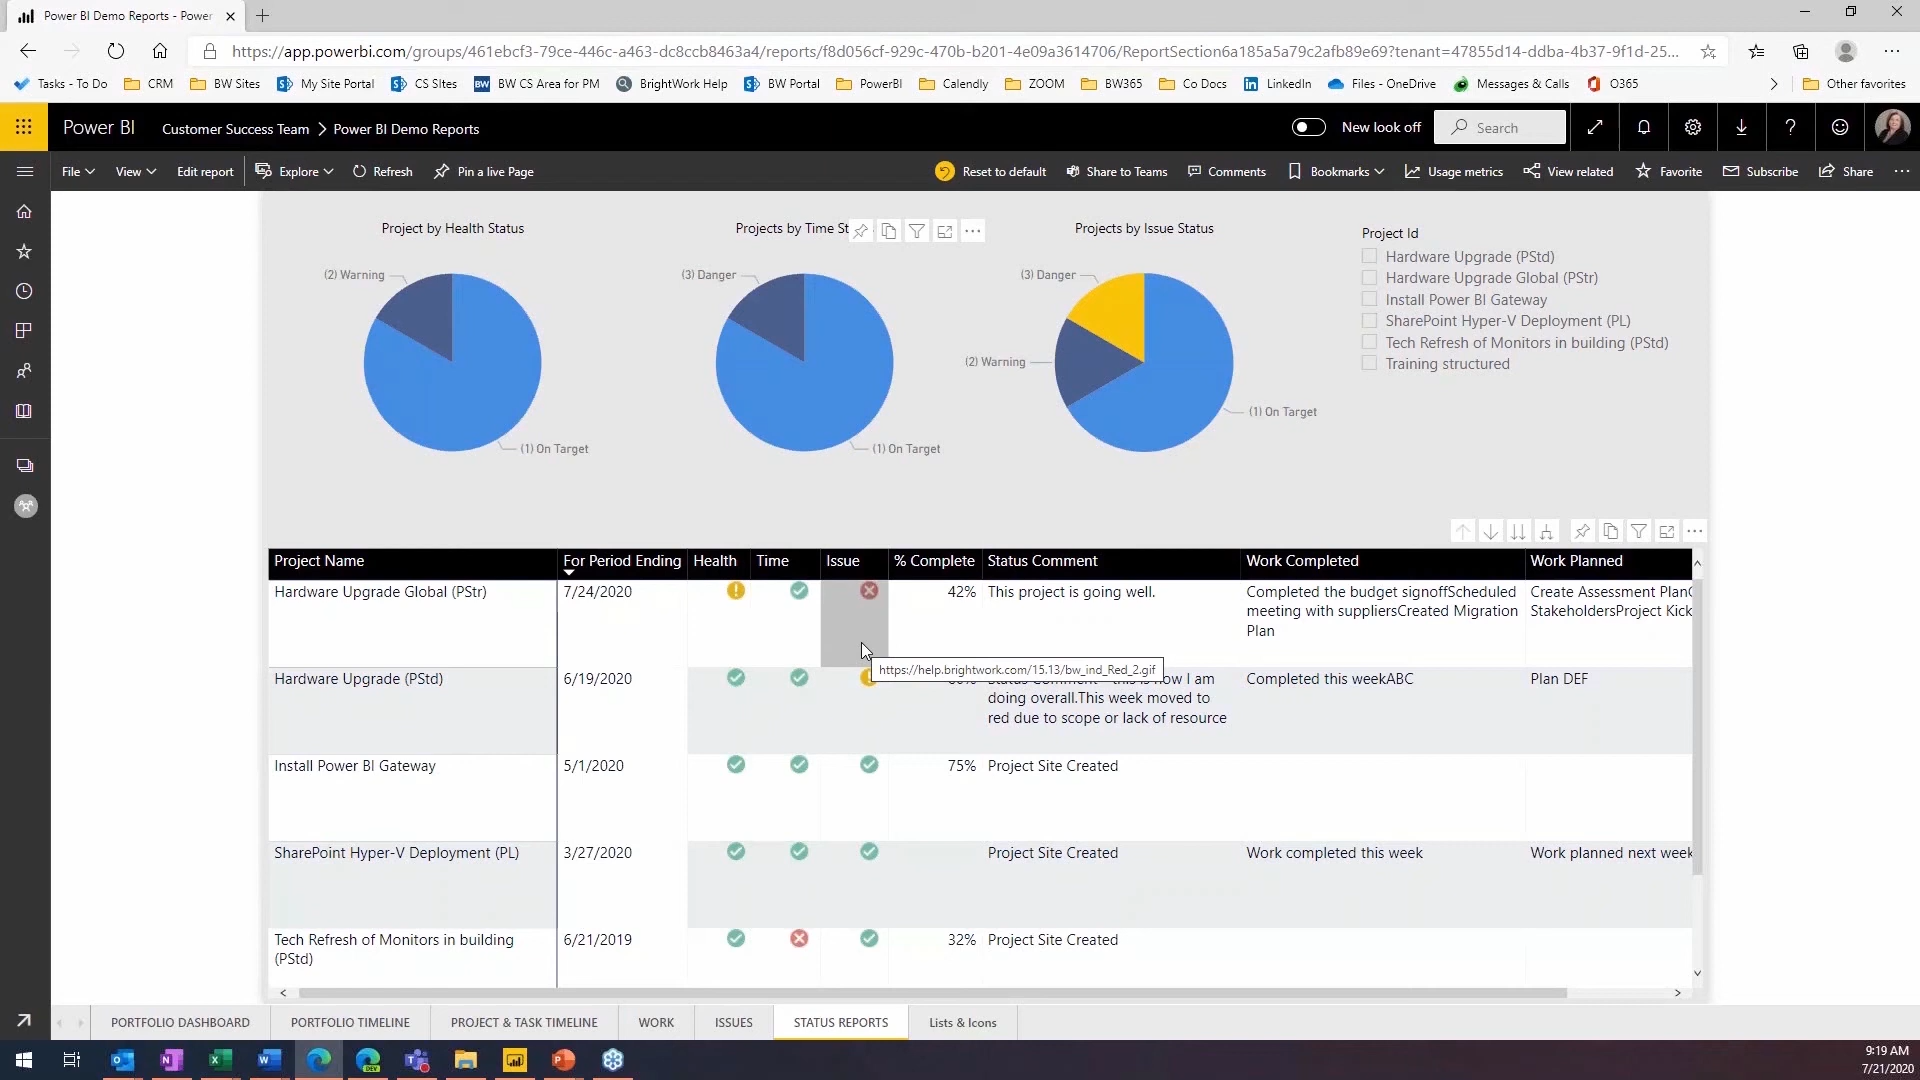 Power BI Demo Reports - Power
https://app.powerbi.com/groups/461ebcf3-79ce-446c-a463-dc8ccb8463a4/reports/f8d056cf-929c-470b-b201-4e09a3614706/ReportSection6a185a5a79c2afb89e69?tenant=47855d14-ddba-4b37-9f1d-25...
Tasks - To Do CRM BW Sites My Site Portal CS SItes BW CS Area for PM BrightWork Help BW Portal PowerBI Calendly ZOOM BW365 Co Docs LinkedIn Files - OneDrive Messages & Calls O365 Other favorites
Power BI Customer Success Team Power BI Demo Reports New look off Search
File View Edit report Explore Refresh Pin a live Page Reset to default Share to Teams Comments Bookmarks Usage metrics View related Favorite Subscribe Share
Project by Health Status
(2) Warning
(1) On Target
Projects by Time St
(3) Danger
(1) On Target
Projects by Issue Status
(3) Danger
(2) Warning
(1) On Target
Project Id
Hardware Upgrade (PStd)
Hardware Upgrade Global (PStr)
Install Power BI Gateway
SharePoint Hyper-V Deployment (PL)
Tech Refresh of Monitors in building (PStd)
Training structured
Project Name For Period Ending Health Time Issue % Complete Status Comment Work Completed Work Planned
Hardware Upgrade Global (PStr) 7/24/2020 42% This project is going well. Completed the budget signoffScheduled Create Assessment Plan
meeting with suppliersCreated Migration StakeholdersProject Kick
Plan
https://help.brightwork.com/15.13/bw_ind_Red_2.gif
Hardware Upgrade (PStd) 6/19/2020 I am Completed this weekABC Plan DEF
doing overall.This week moved to
red due to scope or lack of resource
Install Power BI Gateway 5/1/2020 75% Project Site Created
SharePoint Hyper-V Deployment (PL) 3/27/2020 Project Site Created Work completed this week Work planned next week
Tech Refresh of Monitors in building 6/21/2019 32% Project Site Created
(PStd)
PORTFOLIO DASHBOARD PORTFOLIO TIMELINE PROJECT & TASK TIMELINE WORK ISSUES STATUS REPORTS Lists & Icons
9:19 AM
7/21/2020